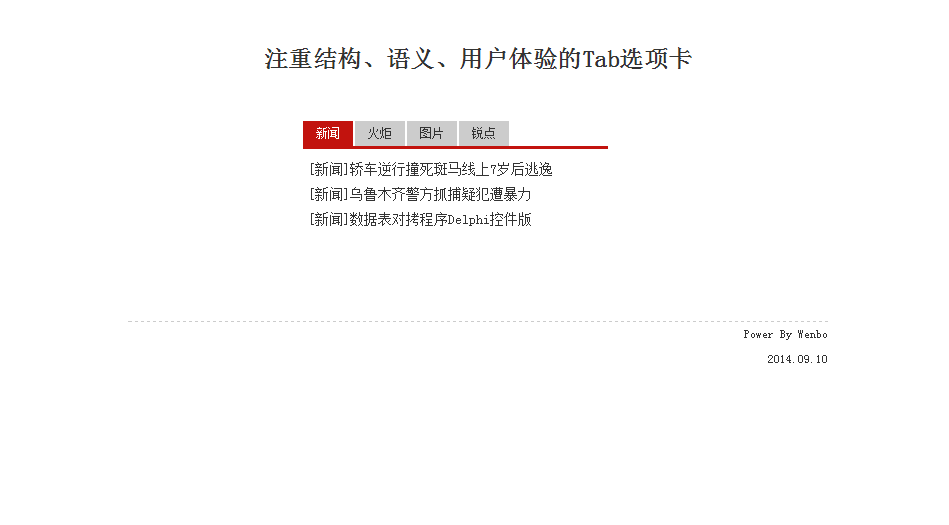 注重结构、语义、用户体验的Tab选项卡
新闻 火炬 图片 锐点
[新闻]轿车逆行撞死斑马线上7岁后逃逸
[新闻]乌鲁木齐警方抓捕疑犯遭暴力
[新闻]数据表对拷程序Delphi控件版
Power By Wenbo
2014.09.10